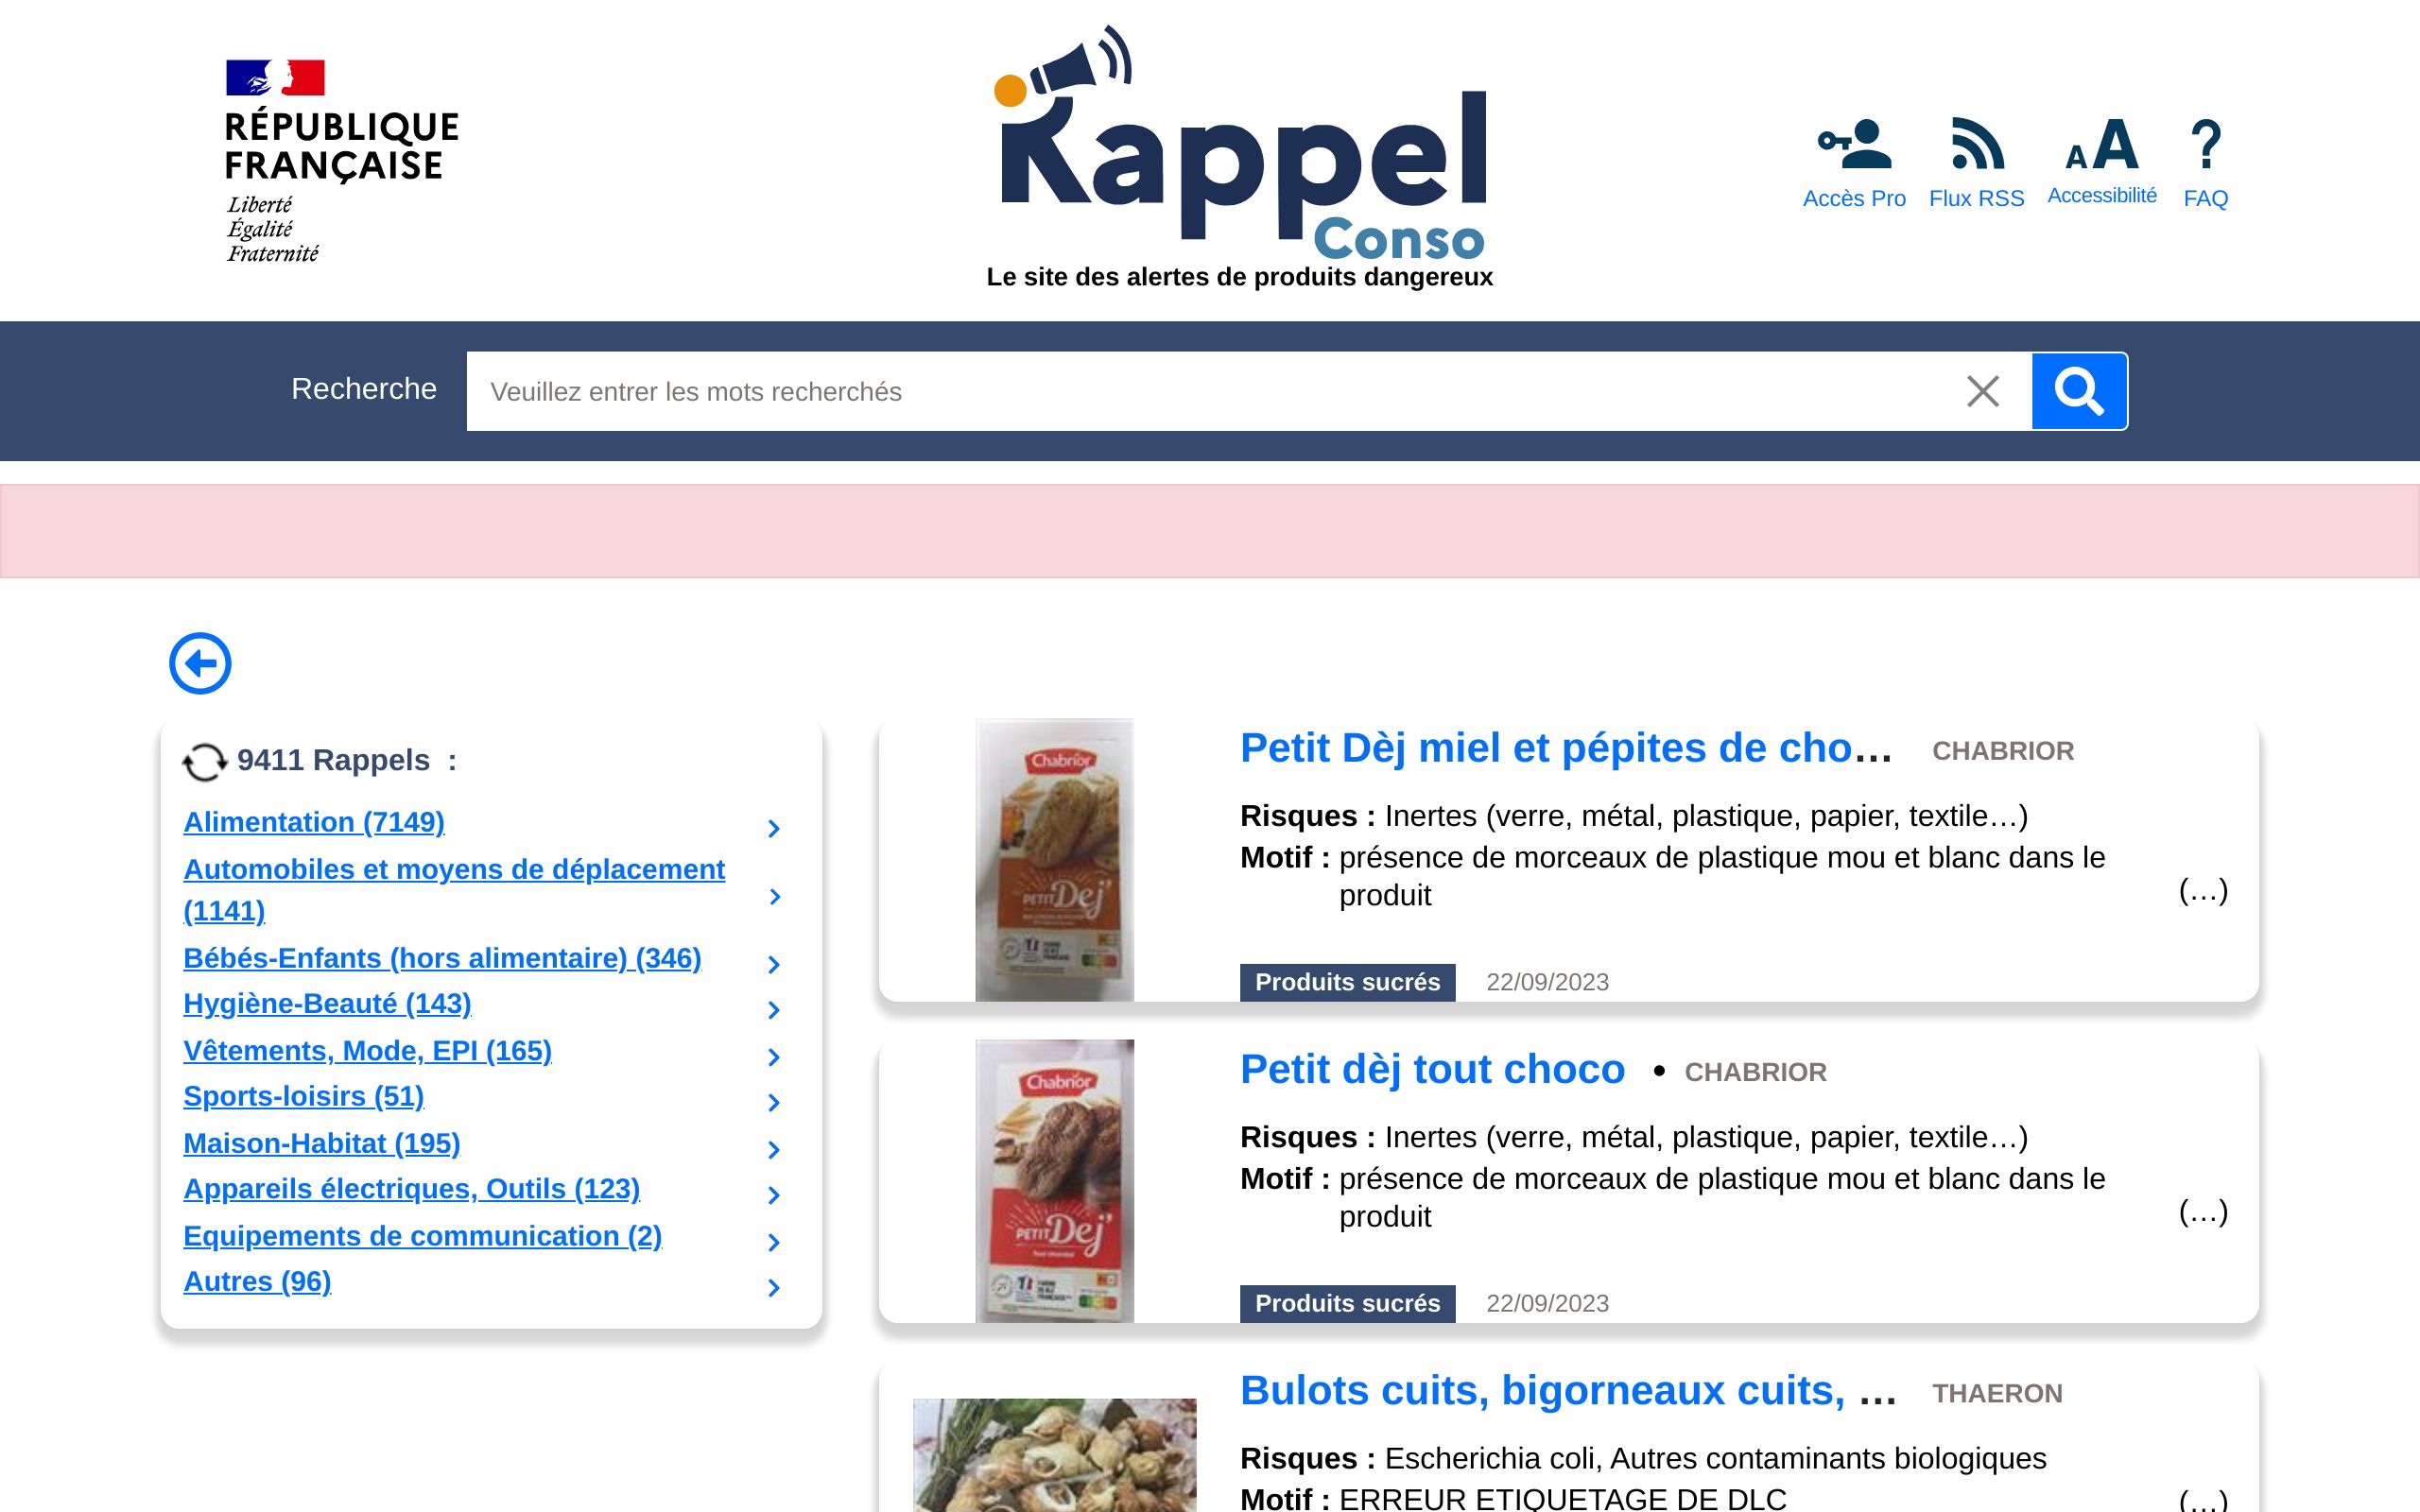 RÉPUBLIQUE
FRANÇAISE
Liberté
Égalité
Fraternité
Rappel
Conso
Le site des alertes de produits dangereux
Accès Pro
Flux RSS
AA
Accessibilité
?
FAQ
Recherche
Veuillez entrer les mots recherchés
9411 Rappels :
Alimentation (7149)
Automobiles et moyens de déplacement
(1141)
Bébés-Enfants (hors alimentaire) (346)
Hygiène-Beauté (143)
Vêtements, Mode, EPI (165)
Sports-loisirs (51)
Maison-Habitat (195)
Appareils électriques, Outils (123)
Equipements de communication (2)
Autres (96)
Chabrior
PETIT Dej'
Petit Dèj miel et pépites de cho… CHABRIOR
Risques : Inertes (verre, métal, plastique, papier, textile…)
Motif : présence de morceaux de plastique mou et blanc dans le
produit
(…)
Produits sucrés 22/09/2023
Chabrior
PETIT Dej'
Petit dèj tout choco • CHABRIOR
Risques : Inertes (verre, métal, plastique, papier, textile…)
Motif : présence de morceaux de plastique mou et blanc dans le
produit
(…)
Produits sucrés 22/09/2023
Bulots cuits, bigorneaux cuits, … THAERON
Risques : Escherichia coli, Autres contaminants biologiques
Motif : ERREUR ETIQUETAGE DE DLC
(…)